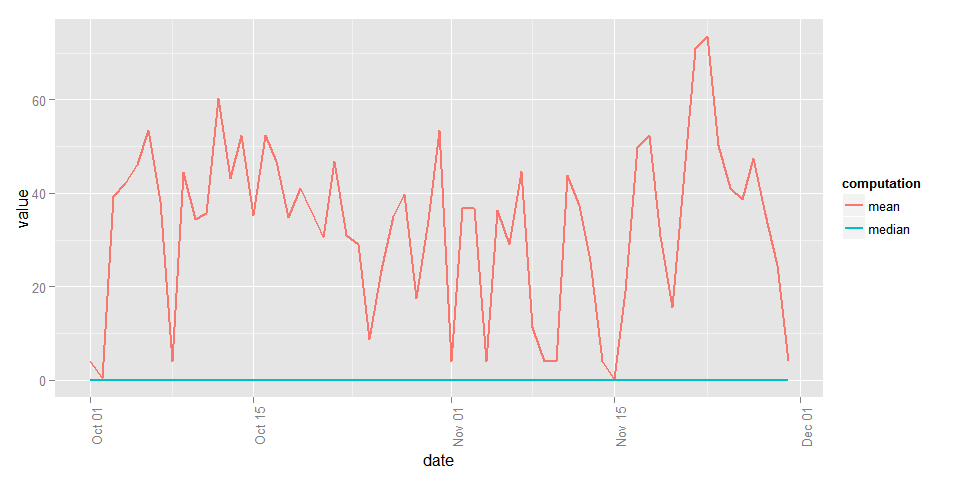 value
60
40
20
0
Oct 01
Oct 15
Nov 01
Nov 15
Dec 01
date
computation
mean
median